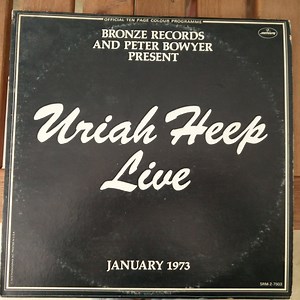 OFFICIAL TEN PAGE COLOUR PROGRAMME
BRONZE RECORDS
AND PETER BOWYER
PRESENT
Uriah Heep
Live
JANUARY 1973